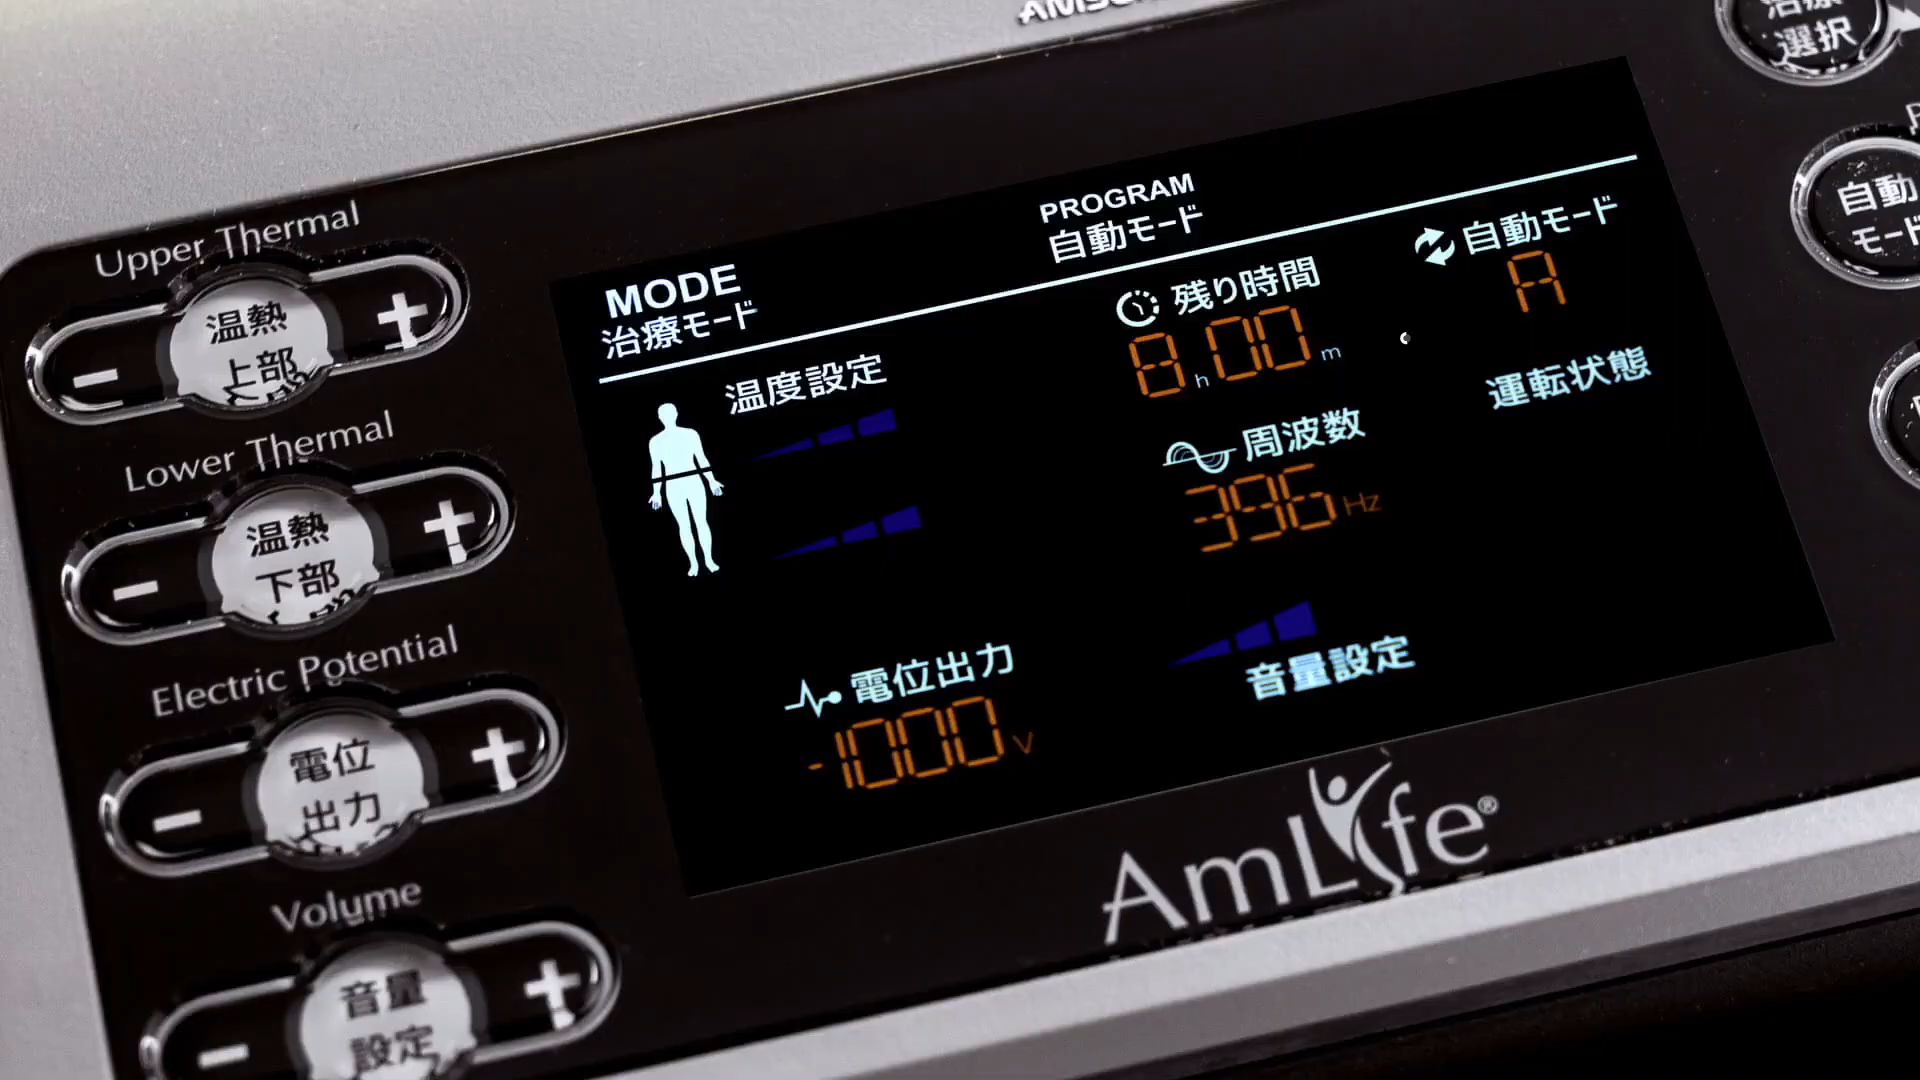 治療
選択
PROGRAM
自動モード
自動
モード
Upper Thermal
温熱
上部
MODE
治療モード
残り時間
自動モード
8h00m
A
温度設定
運転状態
Lower Thermal
温熱
下部
周波数
396Hz
Electric Potential
電位
出力
電位出力
-1000V
音量設定
AmLife®
Volume
音量
設定